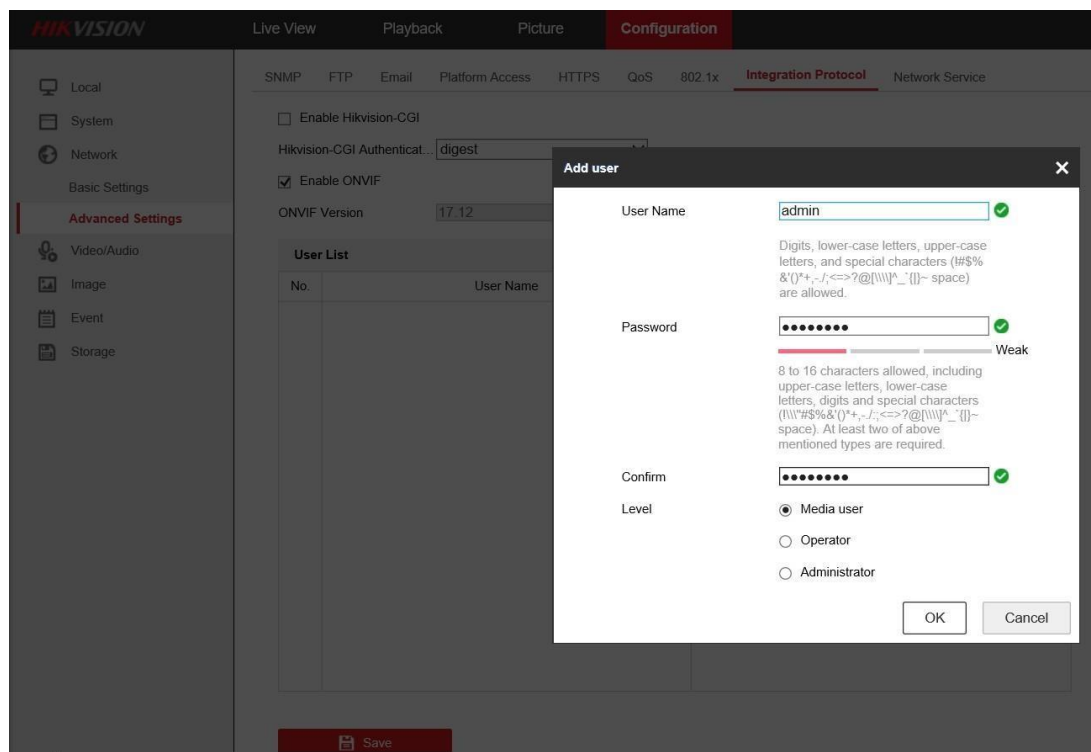 HIKVISION
Live View
Playback
Picture
Configuration
Local
System
Network
Basic Settings
Advanced Settings
Video/Audio
Image
Event
Storage
SNMP
FTP
Email
Platform Access
HTTPS
QoS
802.1x
Integration Protocol
Network Service
Enable Hikvision-CGI
Hikvision-CGI Authenticat...
digest
Enable ONVIF
ONVIF Version
17.12
User List
No.
User Name
Add user
User Name
admin
Digits, lower-case letters, upper-case
letters, and special characters (!#$%
&'()*+,-./;<=>?@[\\\\]^_`{|}~ space)
are allowed.
Password
●●●●●●●●
Weak
8 to 16 characters allowed, including
upper-case letters, lower-case
letters, digits and special characters
(!\\\"#$%&'()*+,-./:;<=>?@[\\\\]^_`{|}~
space). At least two of above
mentioned types are required.
Confirm
●●●●●●●●
Level
Media user
Operator
Administrator
OK
Cancel
Save